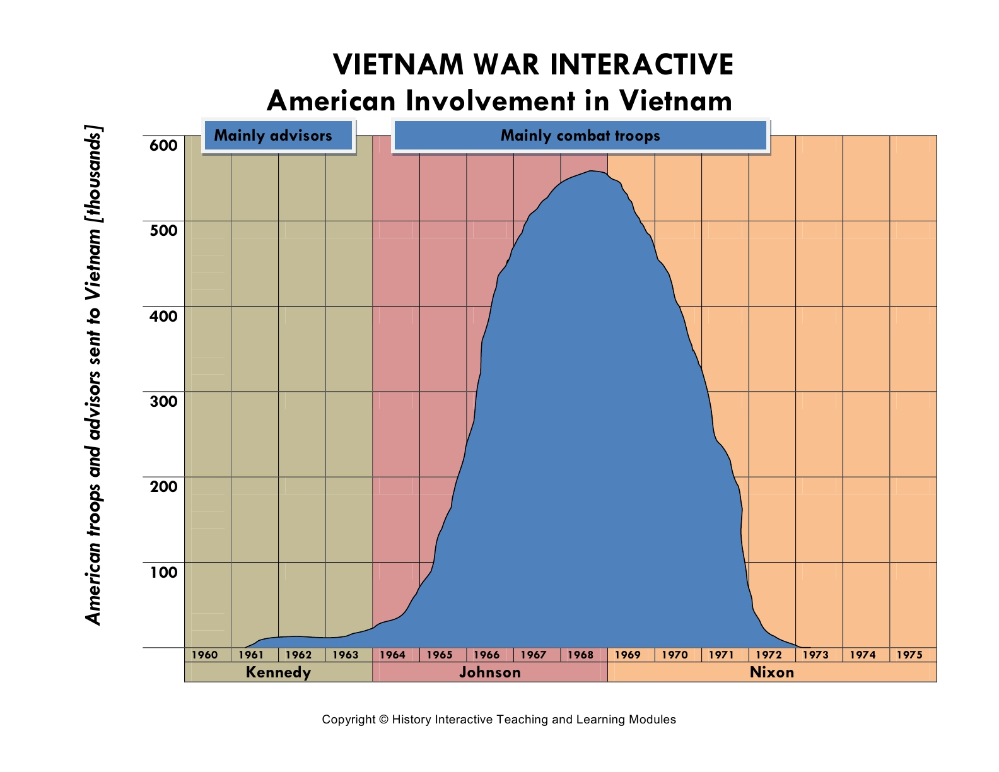 VIETNAM WAR INTERACTIVE
American Involvement in Vietnam
Mainly advisors
Mainly combat troops
American troops and advisors sent to Vietnam [thousands]
600
500
400
300
200
100
1960 1961 1962 1963 1964 1965 1966 1967 1968 1969 1970 1971 1972 1973 1974 1975
Kennedy Johnson Nixon
Copyright © History Interactive Teaching and Learning Modules